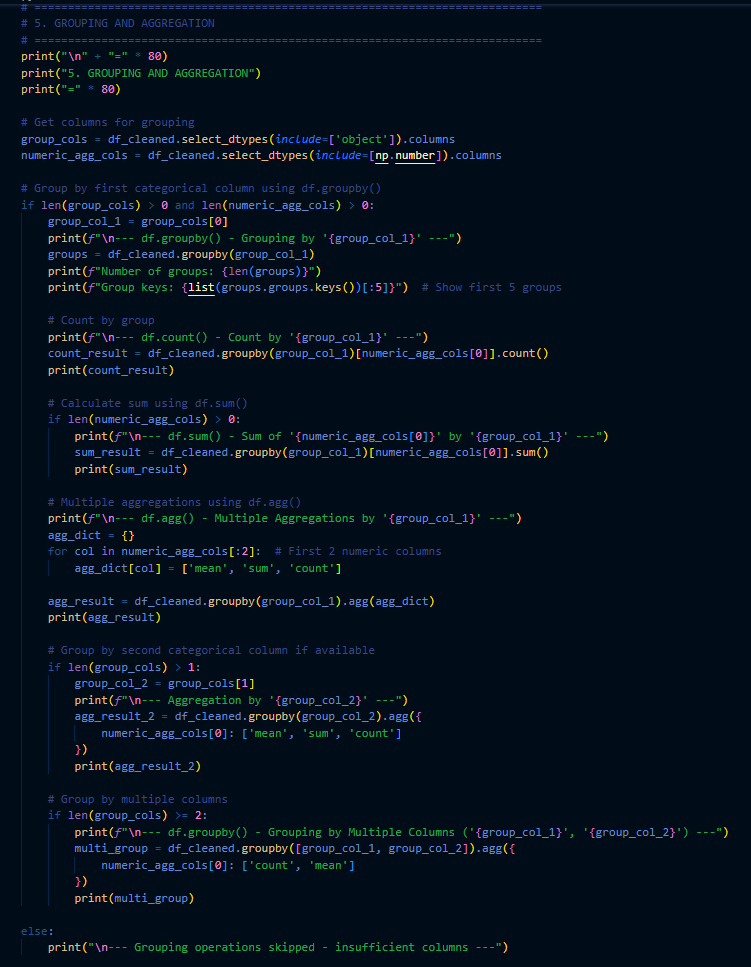 # ============================================================================
# 5. GROUPING AND AGGREGATION
# ============================================================================
print("\n" + "=" * 80)
print("5. GROUPING AND AGGREGATION")
print("=" * 80)

# Get columns for grouping
group_cols = df_cleaned.select_dtypes(include=['object']).columns
numeric_agg_cols = df_cleaned.select_dtypes(include=[np.number]).columns

# Group by first categorical column using df.groupby()
if len(group_cols) > 0 and len(numeric_agg_cols) > 0:
    group_col_1 = group_cols[0]
    print(f"\n--- df.groupby() - Grouping by '{group_col_1}' ---")
    groups = df_cleaned.groupby(group_col_1)
    print(f"Number of groups: {len(groups)}")
    print(f"Group keys: {list(groups.groups.keys())[:5]}")  # Show first 5 groups

    # Count by group
    print(f"\n--- df.count() - Count by '{group_col_1}' ---")
    count_result = df_cleaned.groupby(group_col_1)[numeric_agg_cols[0]].count()
    print(count_result)

    # Calculate sum using df.sum()
    if len(numeric_agg_cols) > 0:
        print(f"\n--- df.sum() - Sum of '{numeric_agg_cols[0]}' by '{group_col_1}' ---")
        sum_result = df_cleaned.groupby(group_col_1)[numeric_agg_cols[0]].sum()
        print(sum_result)

    # Multiple aggregations using df.agg()
    print(f"\n--- df.agg() - Multiple Aggregations by '{group_col_1}' ---")
    agg_dict = {}
    for col in numeric_agg_cols[:2]:  # First 2 numeric columns
        agg_dict[col] = ['mean', 'sum', 'count']

    agg_result = df_cleaned.groupby(group_col_1).agg(agg_dict)
    print(agg_result)

    # Group by second categorical column if available
    if len(group_cols) > 1:
        group_col_2 = group_cols[1]
        print(f"\n--- Aggregation by '{group_col_2}' ---")
        agg_result_2 = df_cleaned.groupby(group_col_2).agg({
            numeric_agg_cols[0]: ['mean', 'sum', 'count']
        })
        print(agg_result_2)

    # Group by multiple columns
    if len(group_cols) >= 2:
        print(f"\n--- df.groupby() - Grouping by Multiple Columns ('{group_col_1}', '{group_col_2}') ---")
        multi_group = df_cleaned.groupby([group_col_1, group_col_2]).agg({
            numeric_agg_cols[0]: ['count', 'mean']
        })
        print(multi_group)

else:
    print("\n--- Grouping operations skipped - insufficient columns ---")